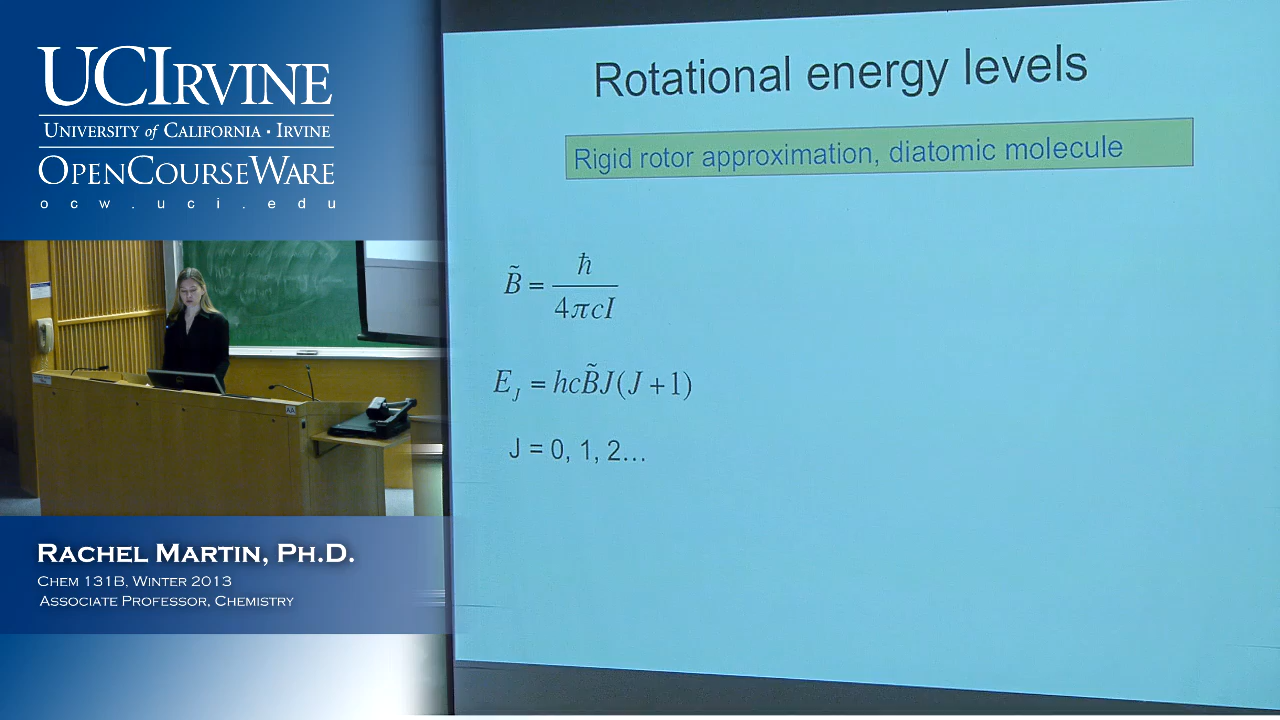 UCIRVINE
UNIVERSITY of CALIFORNIA • IRVINE
OPENCOURSEWARE
ocw.uci.edu
RACHEL MARTIN, PH.D.
CHEM 131B, WINTER 2013
ASSOCIATE PROFESSOR, CHEMISTRY
Rotational energy levels
Rigid rotor approximation, diatomic molecule
B̃ = ħ / 4πcI
E_J = hcB̃J(J+1)
J = 0, 1, 2...